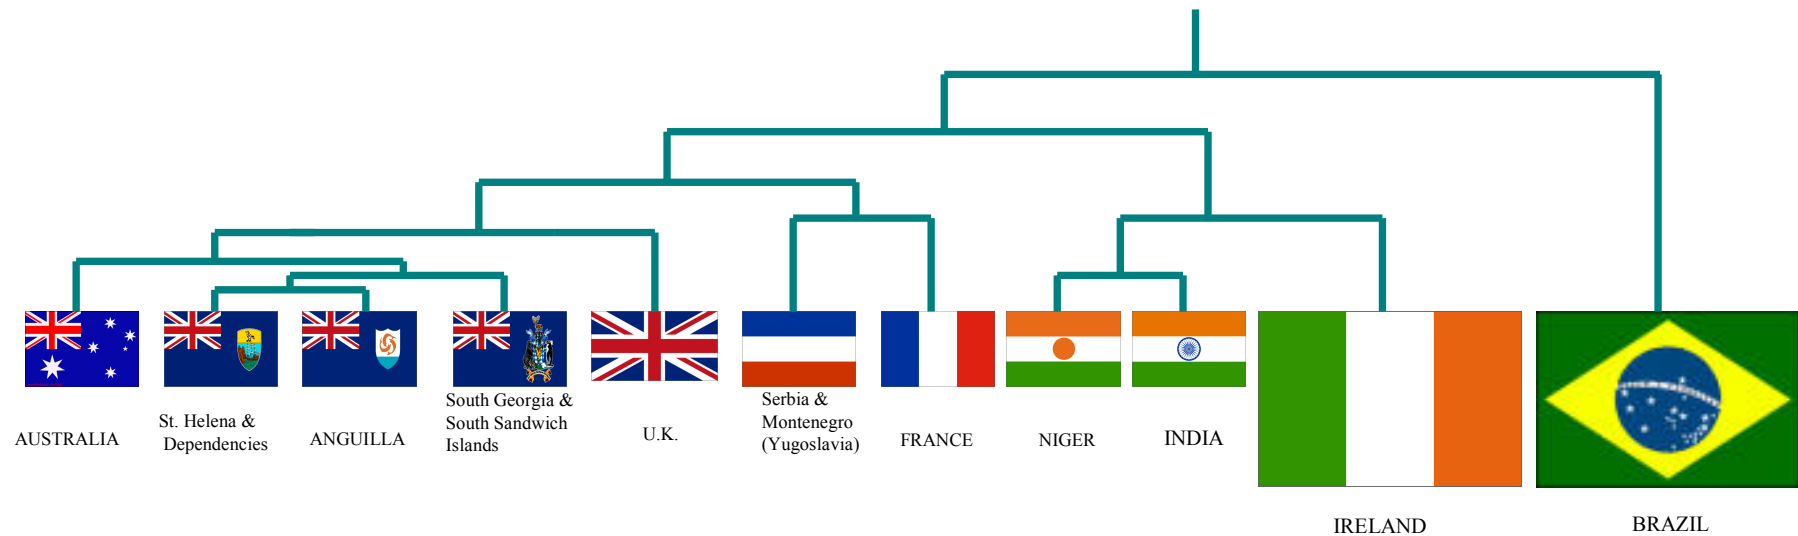 AUSTRALIA
St. Helena &
Dependencies
ANGUILLA
South Georgia &
South Sandwich
Islands
U.K.
Serbia &
Montenegro
(Yugoslavia)
FRANCE
NIGER
INDIA
IRELAND
BRAZIL